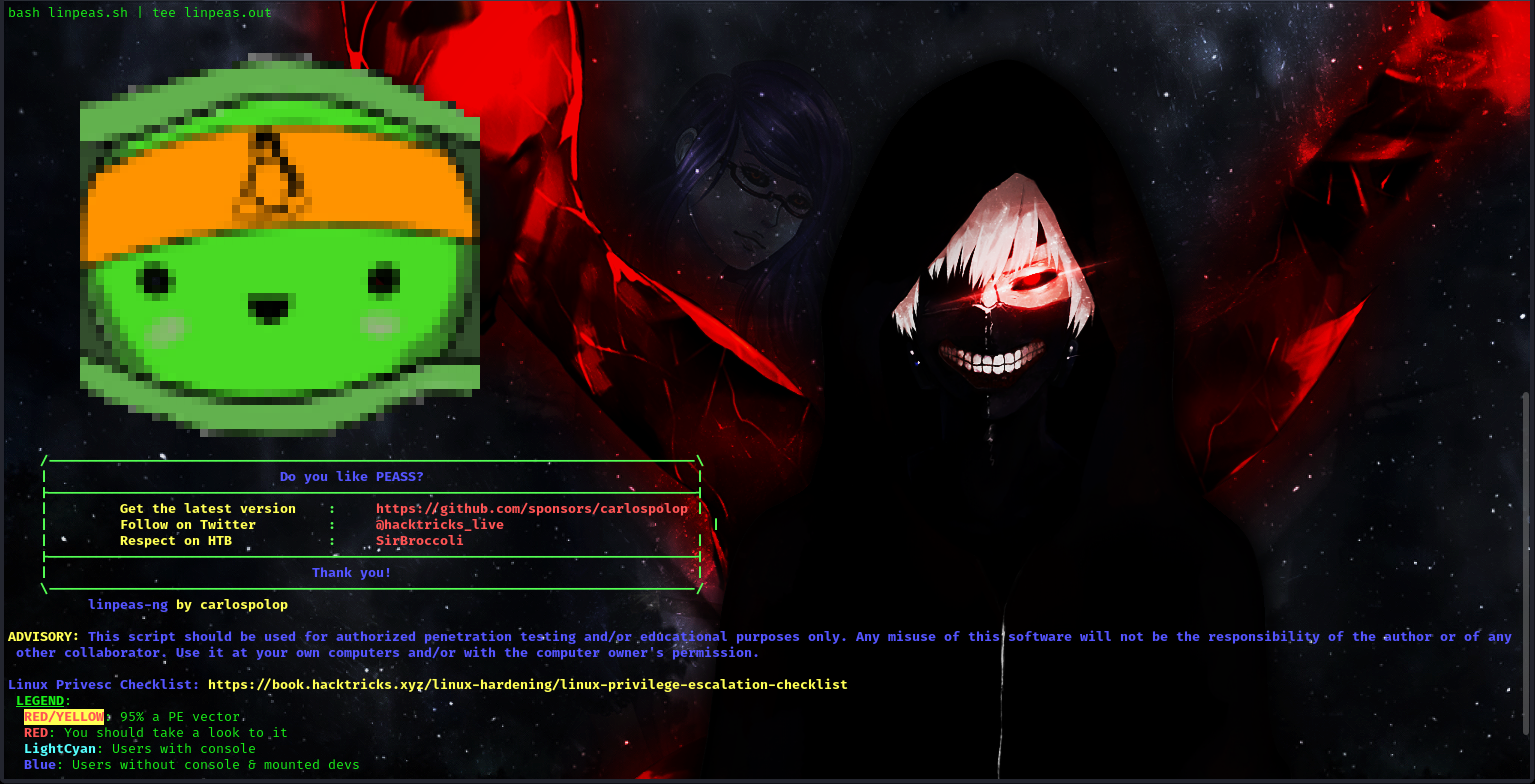 bash linpeas.sh | tee linpeas.out
Do you like PEASS?
Get the latest version : https://github.com/sponsors/carlospolop
Follow on Twitter : @hacktricks_live
Respect on HTB : SirBroccoli
Thank you!
linpeas-ng by carlospolop
ADVISORY: This script should be used for authorized penetration testing and/or educational purposes only. Any misuse of this software will not be the responsibility of the author or of any
other collaborator. Use it at your own computers and/or with the computer owner's permission.
Linux Privesc Checklist: https://book.hacktricks.xyz/linux-hardening/linux-privilege-escalation-checklist
LEGEND:
RED/YELLOW: 95% a PE vector.
RED: You should take a look to it
LightCyan: Users with console
Blue: Users without console & mounted devs